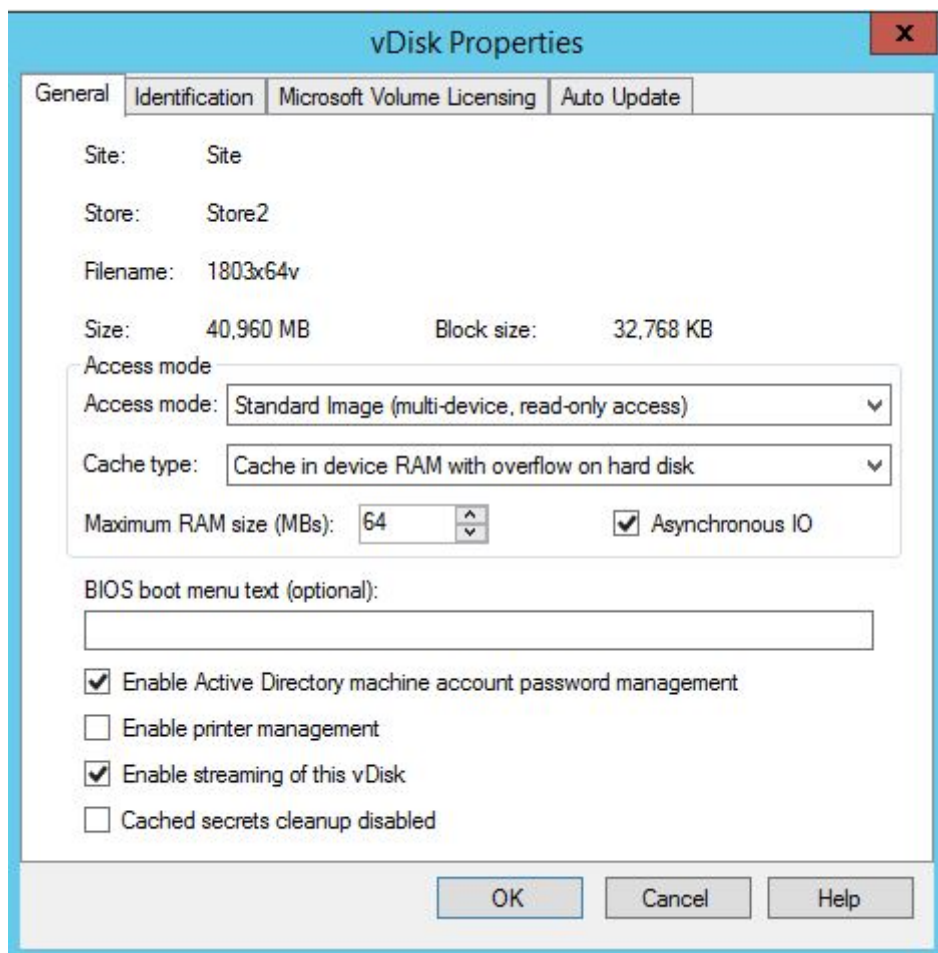 vDisk Properties
x
General Identification Microsoft Volume Licensing Auto Update
Site: Site
Store: Store2
Filename: 1803x64v
Size: 40,960 MB Block size: 32,768 KB
Access mode
Access mode: Standard Image (multi-device, read-only access)
Cache type: Cache in device RAM with overflow on hard disk
Maximum RAM size (MBs): 64 Asynchronous IO
BIOS boot menu text (optional):
Enable Active Directory machine account password management
Enable printer management
Enable streaming of this vDisk
Cached secrets cleanup disabled
OK Cancel Help